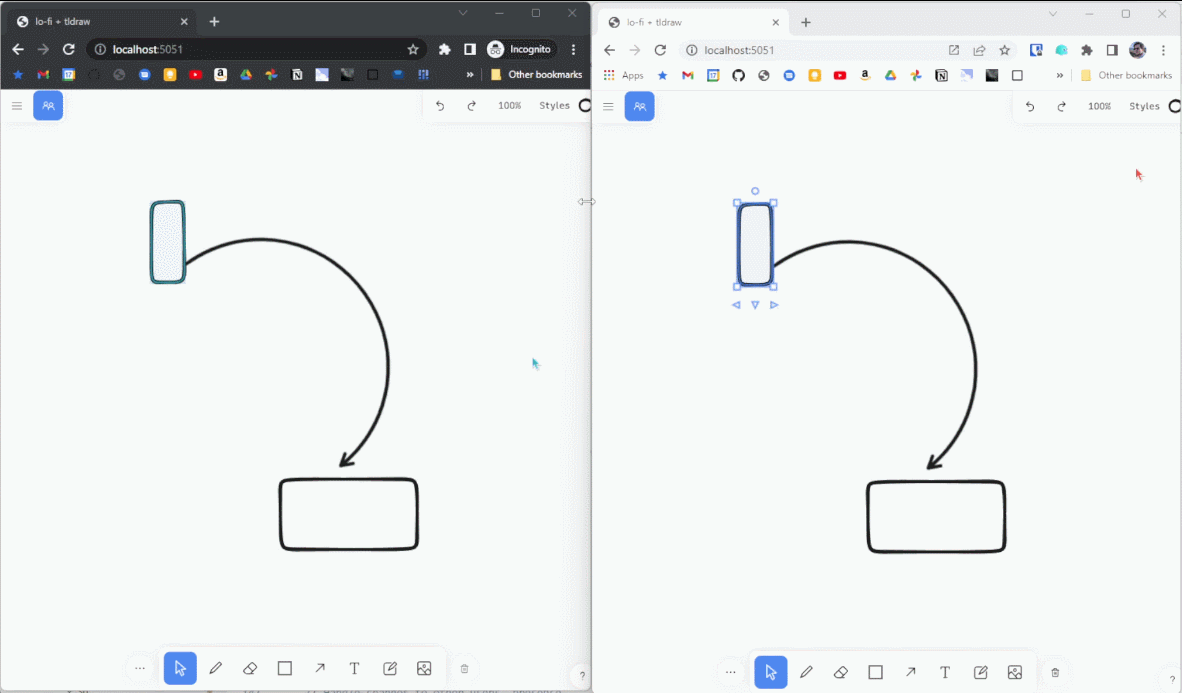 lo-fi + tldraw
localhost:5051
Incognito
Other bookmarks
100%
Styles
T
?
lo-fi + tldraw
localhost:5051
Apps
Other bookmarks
100%
Styles
T
?